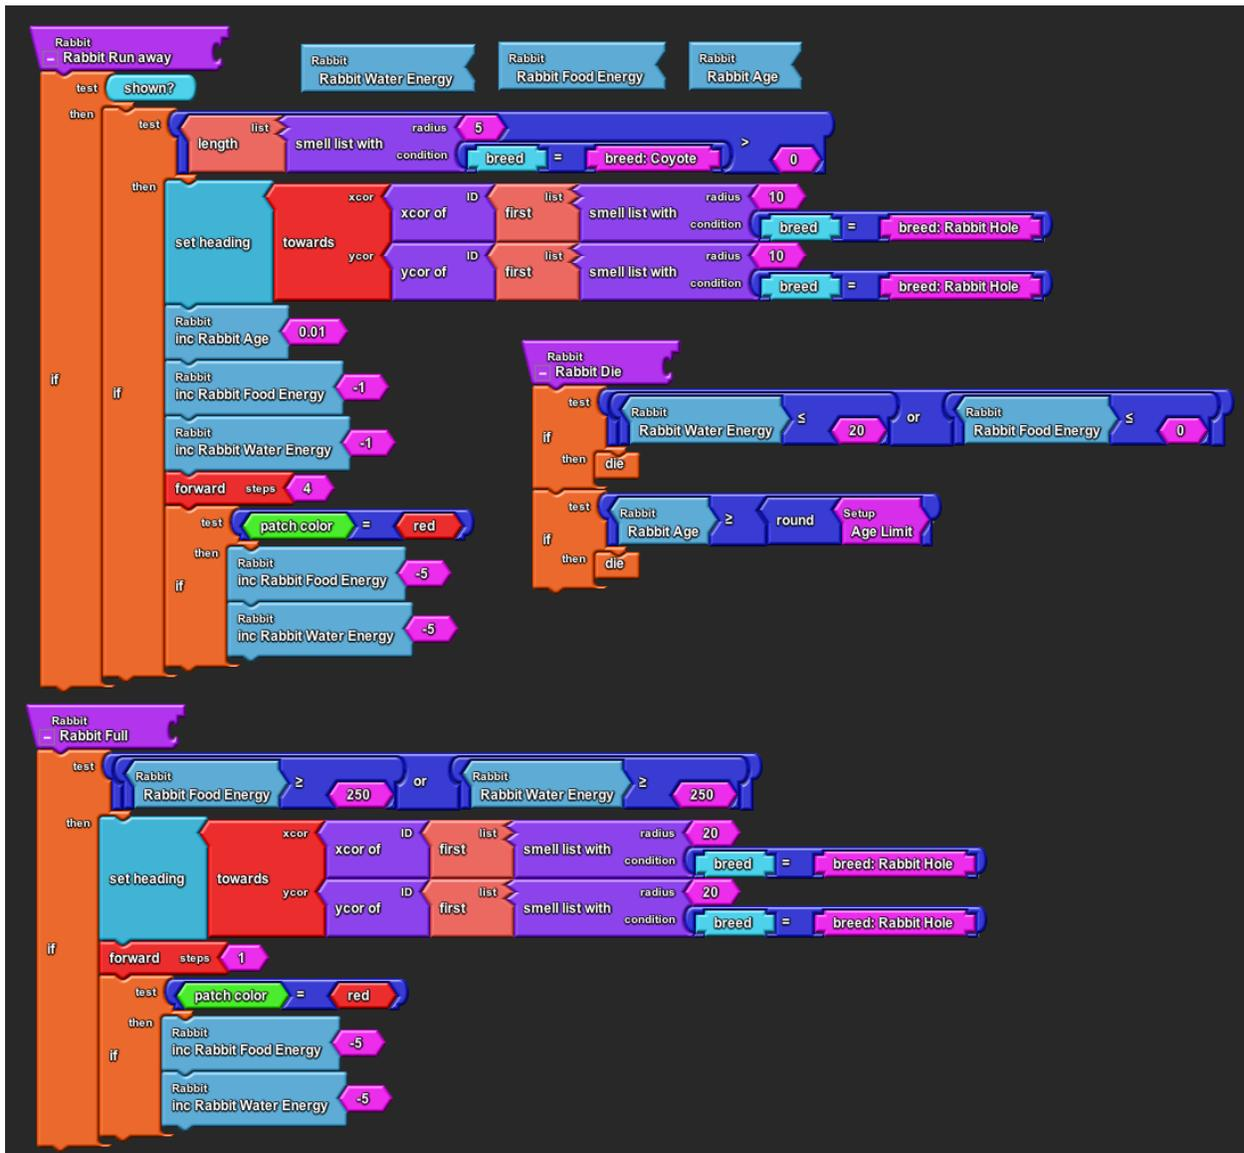 Rabbit
Rabbit Run away
Rabbit
Rabbit Water Energy
Rabbit
Rabbit Food Energy
Rabbit
Rabbit Age
test shown?
then
test length list smell list with radius 5
condition breed = breed: Coyote > 0
then
set heading towards xcor xcor of ID first list smell list with radius 10
condition breed = breed: Rabbit Hole
ycor ycor of ID first list smell list with radius 10
condition breed = breed: Rabbit Hole
Rabbit
inc Rabbit Age 0.01
if if
Rabbit
inc Rabbit Food Energy -1
Rabbit
inc Rabbit Water Energy -1
forward steps 4
test patch color = red
then
if
Rabbit
inc Rabbit Food Energy -5
Rabbit
inc Rabbit Water Energy -5
Rabbit
Rabbit Die
if test Rabbit
Rabbit Water Energy ≤ 20 or Rabbit
Rabbit Food Energy ≤ 0
then die
if test Rabbit
Rabbit Age ≥ round Setup
Age Limit
then die
Rabbit
Rabbit Full
test Rabbit
Rabbit Food Energy ≥ 250 or Rabbit
Rabbit Water Energy ≥ 250
then
set heading towards xcor xcor of ID first list smell list with radius 20
condition breed = breed: Rabbit Hole
ycor ycor of ID first list smell list with radius 20
condition breed = breed: Rabbit Hole
if
forward steps 1
test patch color = red
then
if
Rabbit
inc Rabbit Food Energy -5
Rabbit
inc Rabbit Water Energy -5